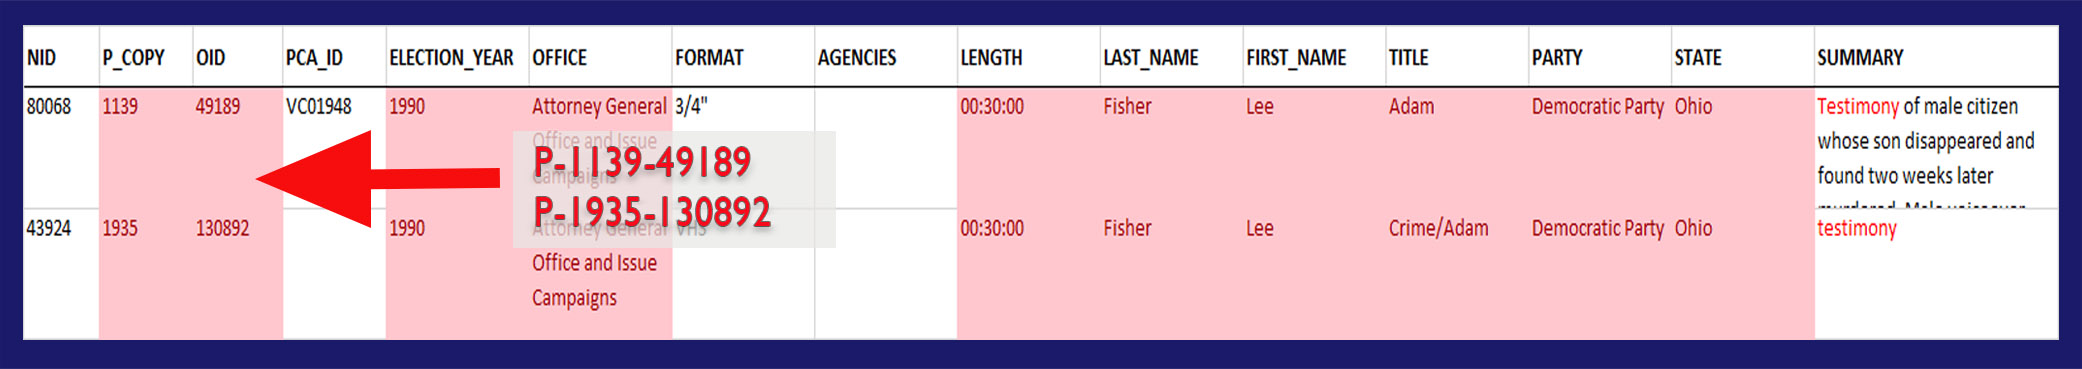 NID P_COPY OID PCA_ID ELECTION_YEAR OFFICE FORMAT AGENCIES LENGTH LAST_NAME FIRST_NAME TITLE PARTY STATE SUMMARY
80068 1139 49189 VC01948 1990 Attorney General 3/4" 00:30:00 Fisher Lee Adam Democratic Party Ohio Testimony of male citizen
Office and Issue whose son disappeared and
Campaigns found two weeks later
murdered. Male voiceover
P-1139-49189
P-1935-130892
43924 1935 130892 1990 Attorney General VHS 00:30:00 Fisher Lee Crime/Adam Democratic Party Ohio testimony
Office and Issue
Campaigns